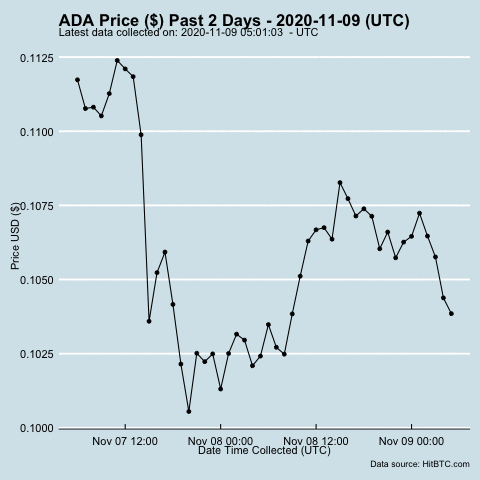 ADA Price ($) Past 2 Days - 2020-11-09 (UTC)
Latest data collected on: 2020-11-09 05:01:03 - UTC
0.1125
0.1100
0.1075
0.1050
0.1025
0.1000
Price USD ($)
Nov 07 12:00
Nov 08 00:00
Nov 08 12:00
Nov 09 00:00
Date Time Collected (UTC)
Data source: HitBTC.com